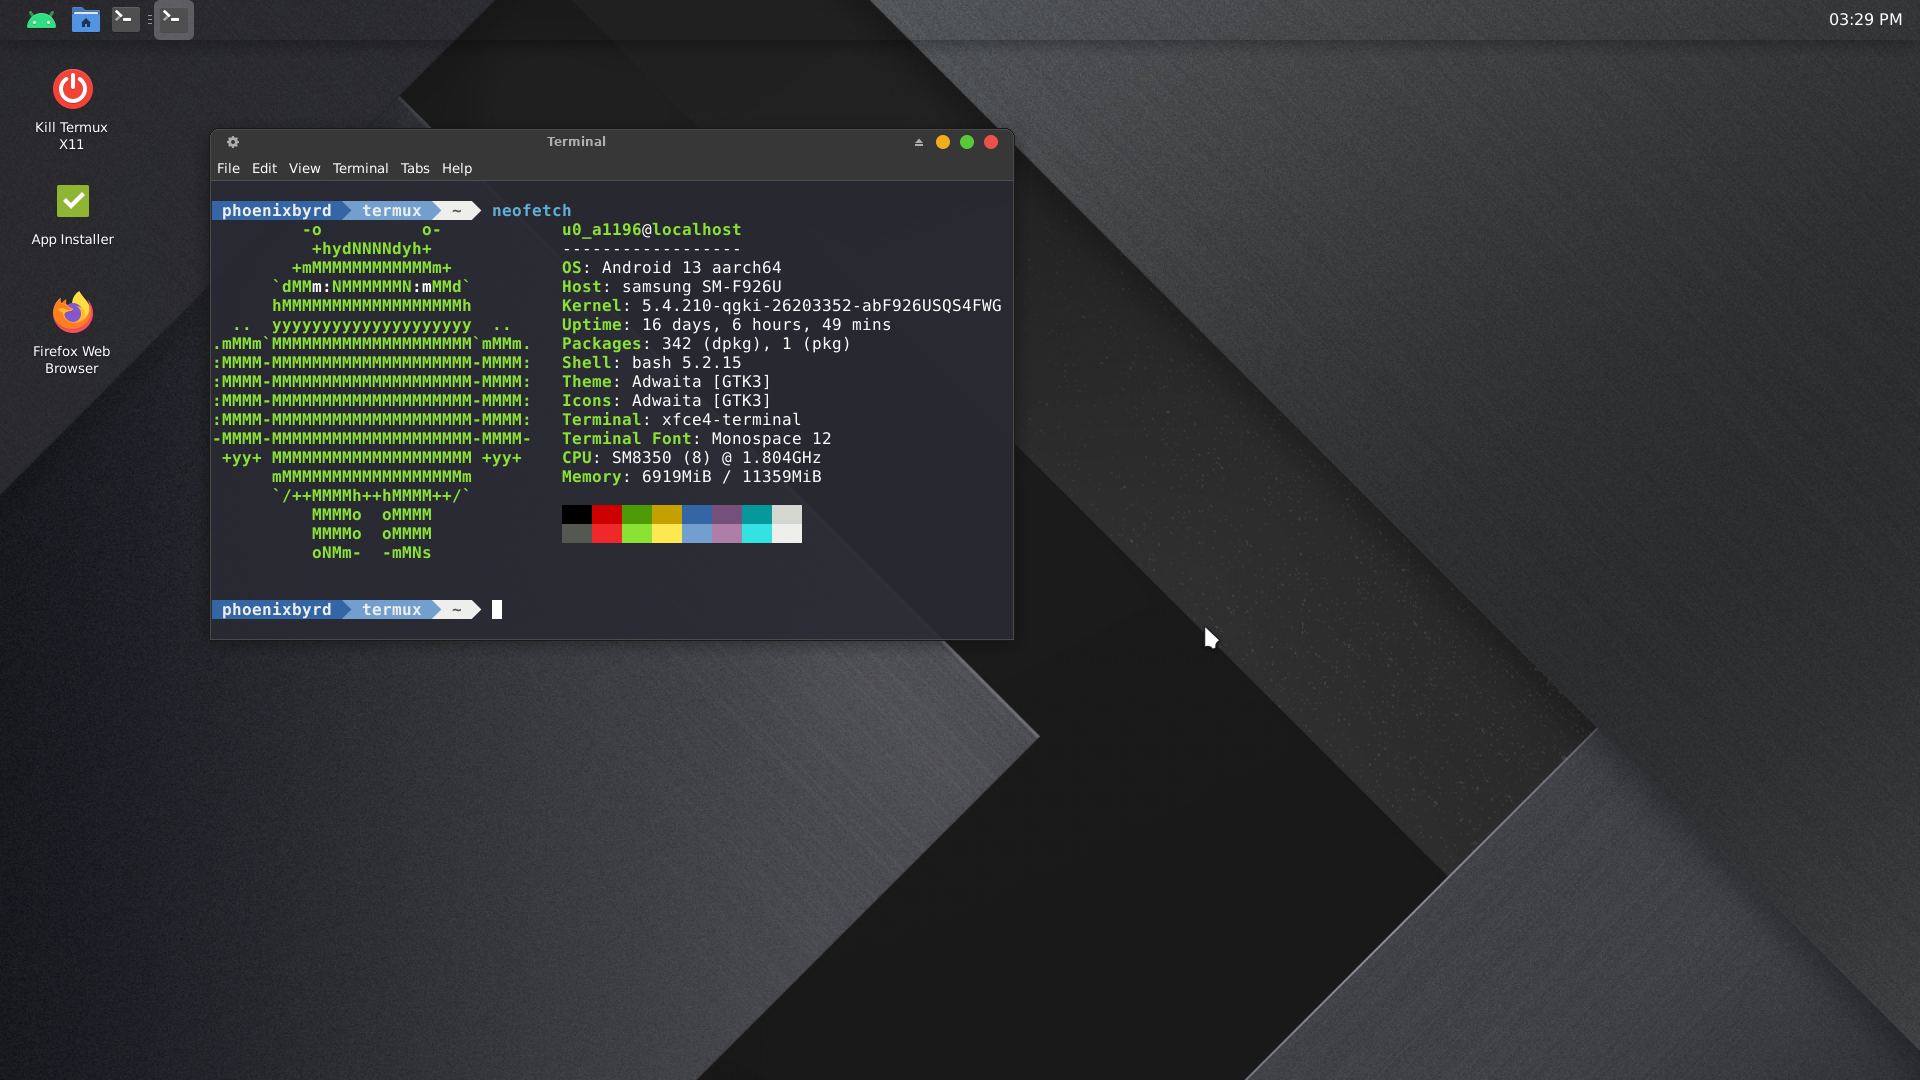 03:29 PM
Kill Termux
X11
App Installer
Firefox Web
Browser
Terminal
File Edit View Terminal Tabs Help
phoenixbyrd termux ~ neofetch
-o          o-
+hydNNNNdyh+
+mMMMMMMMMMMMMm+
`dMMm:NMMMMMMN:mMMd`
hMMMMMMMMMMMMMMMMMMh
..  yyyyyyyyyyyyyyyyyyyy  ..
.mMMm`MMMMMMMMMMMMMMMMMMMM`mMMm.
:MMMM-MMMMMMMMMMMMMMMMMMMM-MMMM:
:MMMM-MMMMMMMMMMMMMMMMMMMM-MMMM:
:MMMM-MMMMMMMMMMMMMMMMMMMM-MMMM:
:MMMM-MMMMMMMMMMMMMMMMMMMM-MMMM:
-MMMM-MMMMMMMMMMMMMMMMMMMM-MMMM-
+yy+ MMMMMMMMMMMMMMMMMMMM +yy+
mMMMMMMMMMMMMMMMMMMm
`/++MMMMh++hMMMM++/`
MMMMo  oMMMM
MMMMo  oMMMM
oNMm-  -mMNs
u0_a1196@localhost
------------------
OS: Android 13 aarch64
Host: samsung SM-F926U
Kernel: 5.4.210-qgki-26203352-abF926USQS4FWG
Uptime: 16 days, 6 hours, 49 mins
Packages: 342 (dpkg), 1 (pkg)
Shell: bash 5.2.15
Theme: Adwaita [GTK3]
Icons: Adwaita [GTK3]
Terminal: xfce4-terminal
Terminal Font: Monospace 12
CPU: SM8350 (8) @ 1.804GHz
Memory: 6919MiB / 11359MiB
phoenixbyrd termux ~